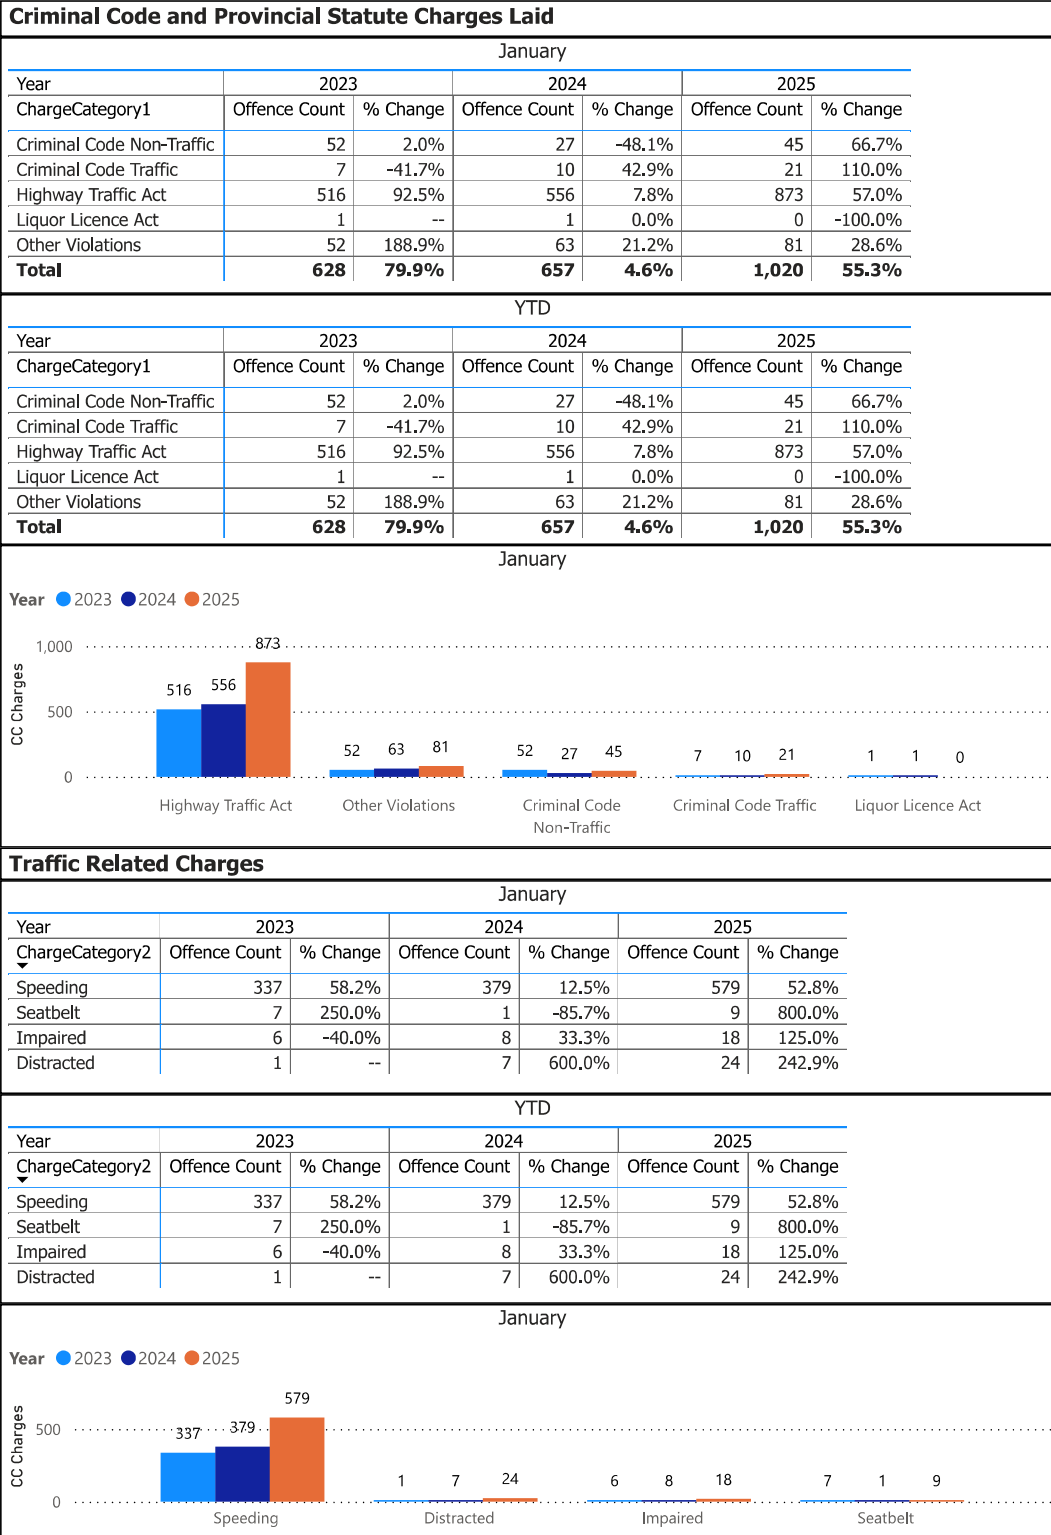 Criminal Code and Provincial Statute Charges Laid
January
Year 2023 2024 2025
ChargeCategory1 Offence Count % Change Offence Count % Change Offence Count % Change
Criminal Code Non-Traffic 52 2.0% 27 -48.1% 45 66.7%
Criminal Code Traffic 7 -41.7% 10 42.9% 21 110.0%
Highway Traffic Act 516 92.5% 556 7.8% 873 57.0%
Liquor Licence Act 1 -- 1 0.0% 0 -100.0%
Other Violations 52 188.9% 63 21.2% 81 28.6%
Total 628 79.9% 657 4.6% 1,020 55.3%
YTD
Year 2023 2024 2025
ChargeCategory1 Offence Count % Change Offence Count % Change Offence Count % Change
Criminal Code Non-Traffic 52 2.0% 27 -48.1% 45 66.7%
Criminal Code Traffic 7 -41.7% 10 42.9% 21 110.0%
Highway Traffic Act 516 92.5% 556 7.8% 873 57.0%
Liquor Licence Act 1 -- 1 0.0% 0 -100.0%
Other Violations 52 188.9% 63 21.2% 81 28.6%
Total 628 79.9% 657 4.6% 1,020 55.3%
January
Year 2023 2024 2025
CC Charges
1,000
500
0
516 556 873
52 63 81
52 27 45
7 10 21
1 1 0
Highway Traffic Act Other Violations Criminal Code Criminal Code Traffic Liquor Licence Act
Non-Traffic
Traffic Related Charges
January
Year 2023 2024 2025
ChargeCategory2 Offence Count % Change Offence Count % Change Offence Count % Change
Speeding 337 58.2% 379 12.5% 579 52.8%
Seatbelt 7 250.0% 1 -85.7% 9 800.0%
Impaired 6 -40.0% 8 33.3% 18 125.0%
Distracted 1 -- 7 600.0% 24 242.9%
YTD
Year 2023 2024 2025
ChargeCategory2 Offence Count % Change Offence Count % Change Offence Count % Change
Speeding 337 58.2% 379 12.5% 579 52.8%
Seatbelt 7 250.0% 1 -85.7% 9 800.0%
Impaired 6 -40.0% 8 33.3% 18 125.0%
Distracted 1 -- 7 600.0% 24 242.9%
January
Year 2023 2024 2025
CC Charges
500
0
337 379 579
1 7 24
6 8 18
7 1 9
Speeding Distracted Impaired Seatbelt